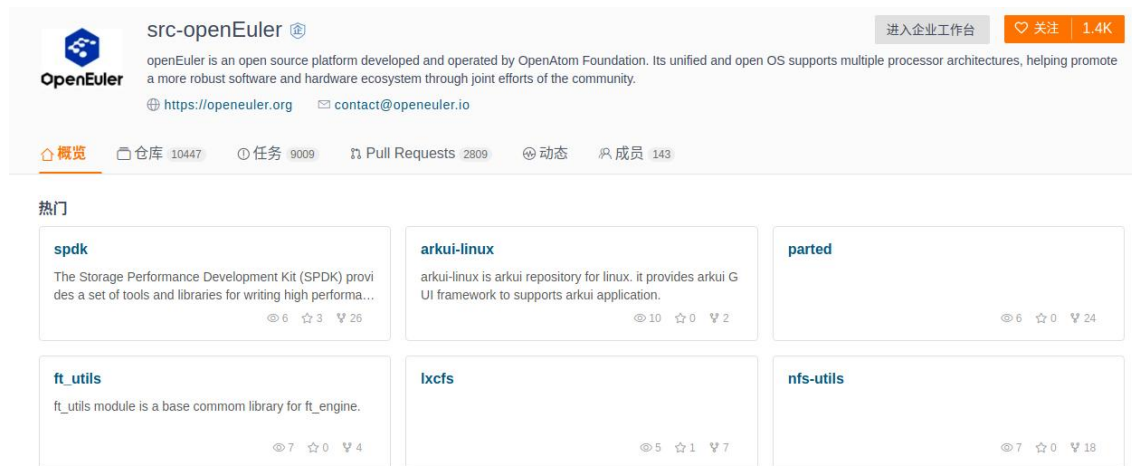 src-openEuler 企
进入企业工作台
关注 1.4K
OpenEuler
openEuler is an open source platform developed and operated by OpenAtom Foundation. Its unified and open OS supports multiple processor architectures, helping promote
a more robust software and hardware ecosystem through joint efforts of the community.
https://openeuler.org contact@openeuler.io
概览 仓库 10447 任务 9009 Pull Requests 2809 动态 成员 143
热门
spdk
The Storage Performance Development Kit (SPDK) provi
des a set of tools and libraries for writing high performa...
6 3 26
arkui-linux
arkui-linux is arkui repository for linux. it provides arkui G
UI framework to supports arkui application.
10 0 2
parted
6 0 24
ft_utils
ft_utils module is a base commom library for ft_engine.
7 0 4
lxcfs
5 1 7
nfs-utils
7 0 18